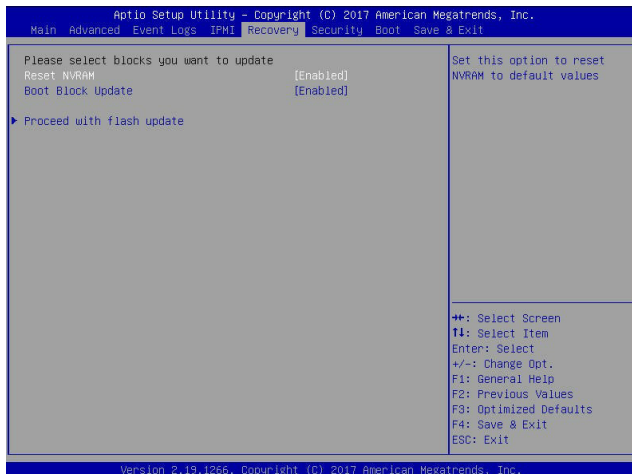 Aptio Setup Utility – Copyright (C) 2017 American Megatrends, Inc.
Main Advanced Event Logs IPMI Recovery Security Boot Save & Exit
Please select blocks you want to update
Reset NVRAM [Enabled]
Boot Block Update [Enabled]
Proceed with flash update
Set this option to reset
NVRAM to default values
→←: Select Screen
↑↓: Select Item
Enter: Select
+/-: Change Opt.
F1: General Help
F2: Previous Values
F3: Optimized Defaults
F4: Save & Exit
ESC: Exit
Version 2.19.1266. Copyright (C) 2017 American Megatrends, Inc.